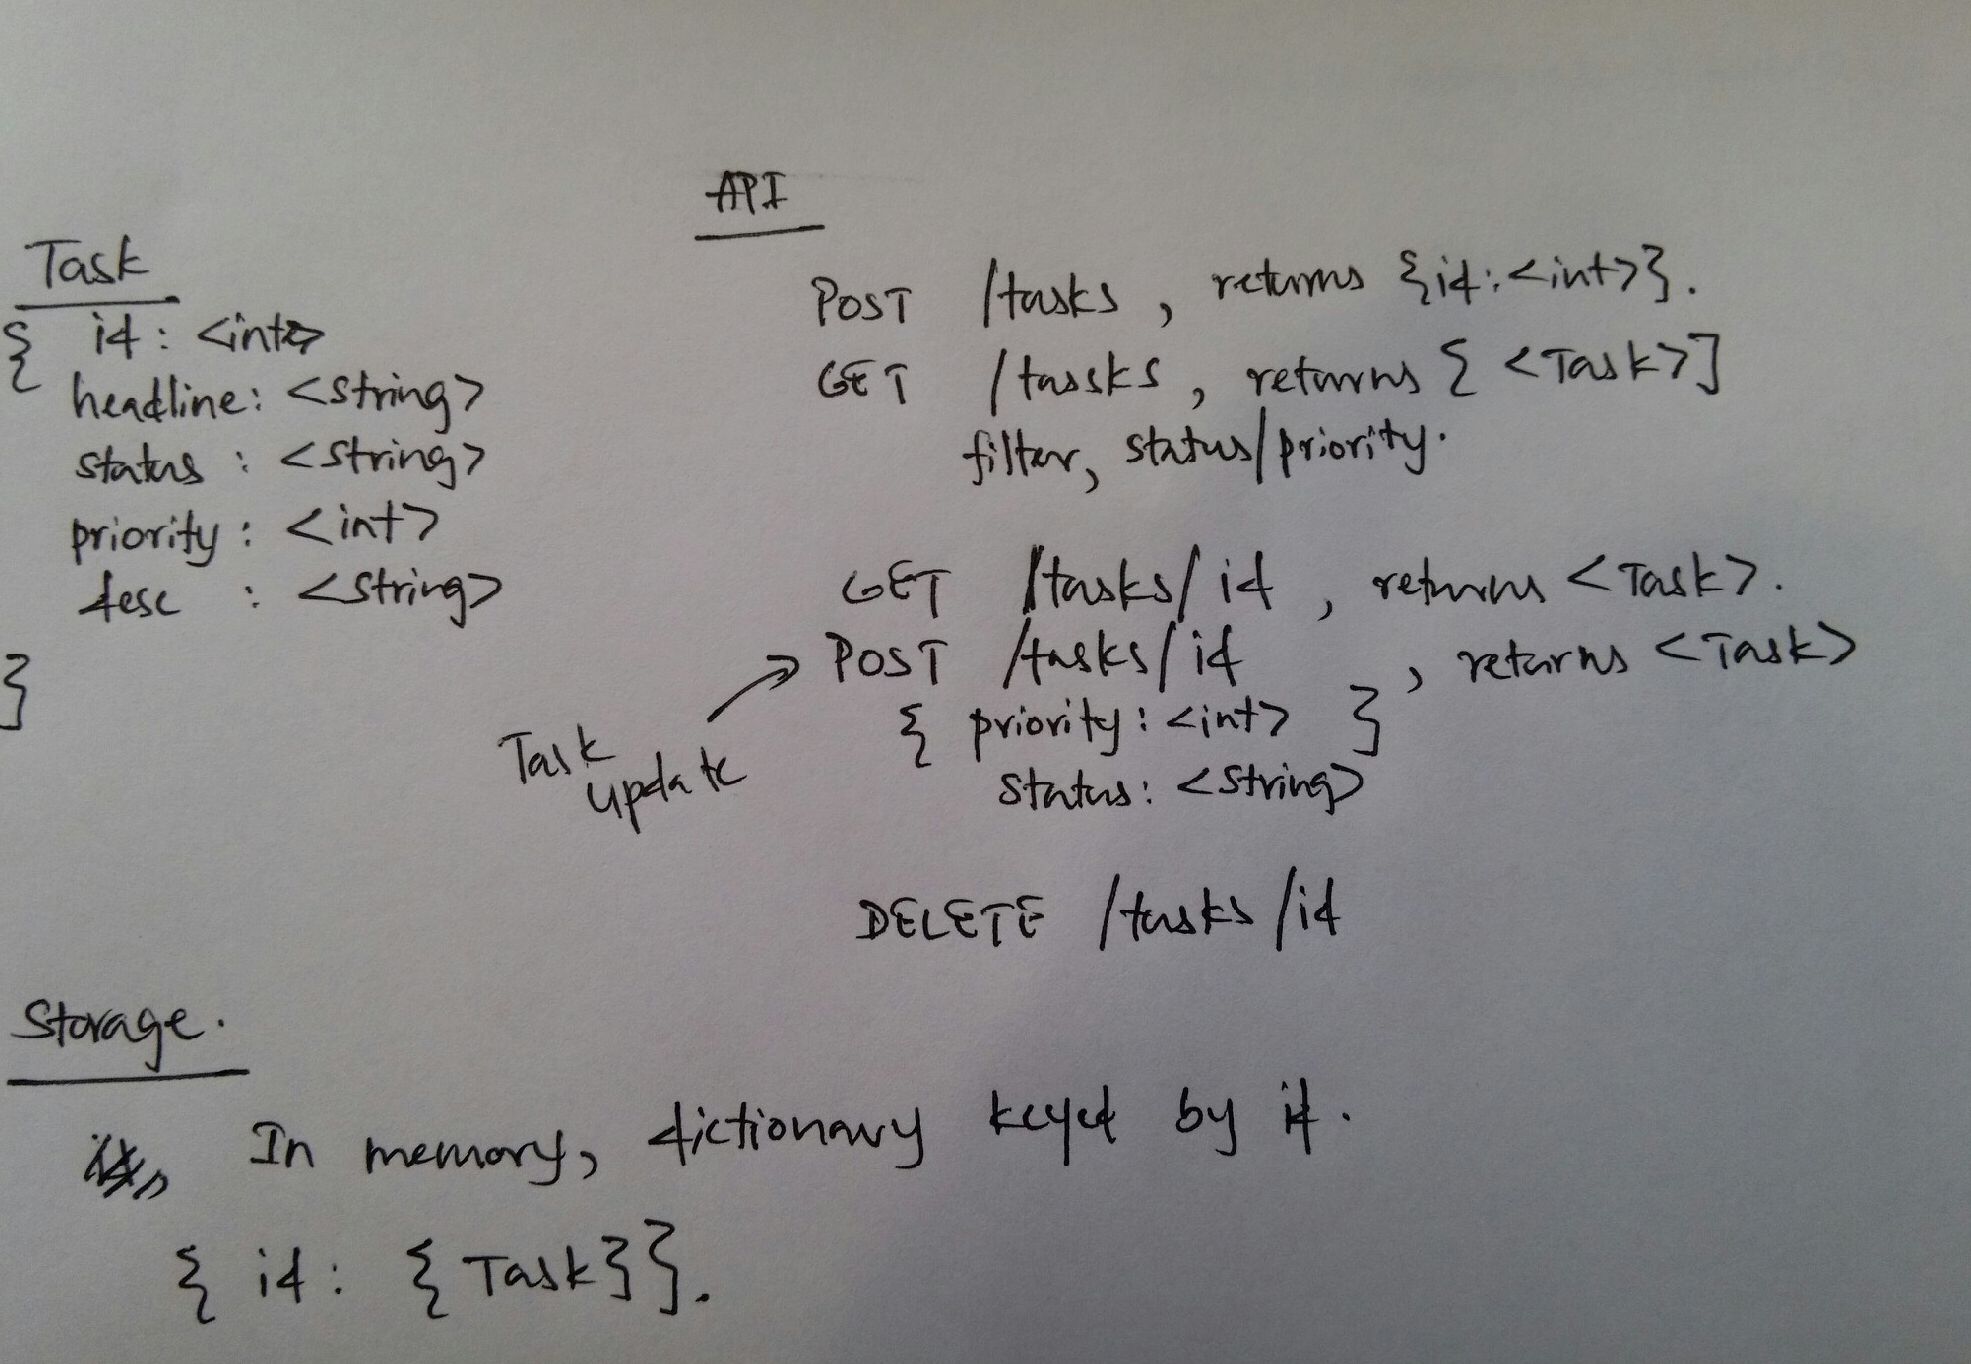 API
Task
{ id: <int>
headline: <string>
status : <string>
priority : <int>
desc : <string>
}
POST /tasks , returns {id:<int>}.
GET /tassks , returns { <Task>]
filter, status/priority.
GET /tasks/id , returns <Task>.
POST /tasks/id , returns <Task>
{ priority: <int> }
status: <string>
Task
update
DELETE /tasks/id
Storage.
In memory, dictionary keyed by id.
{ id: { Task}}.